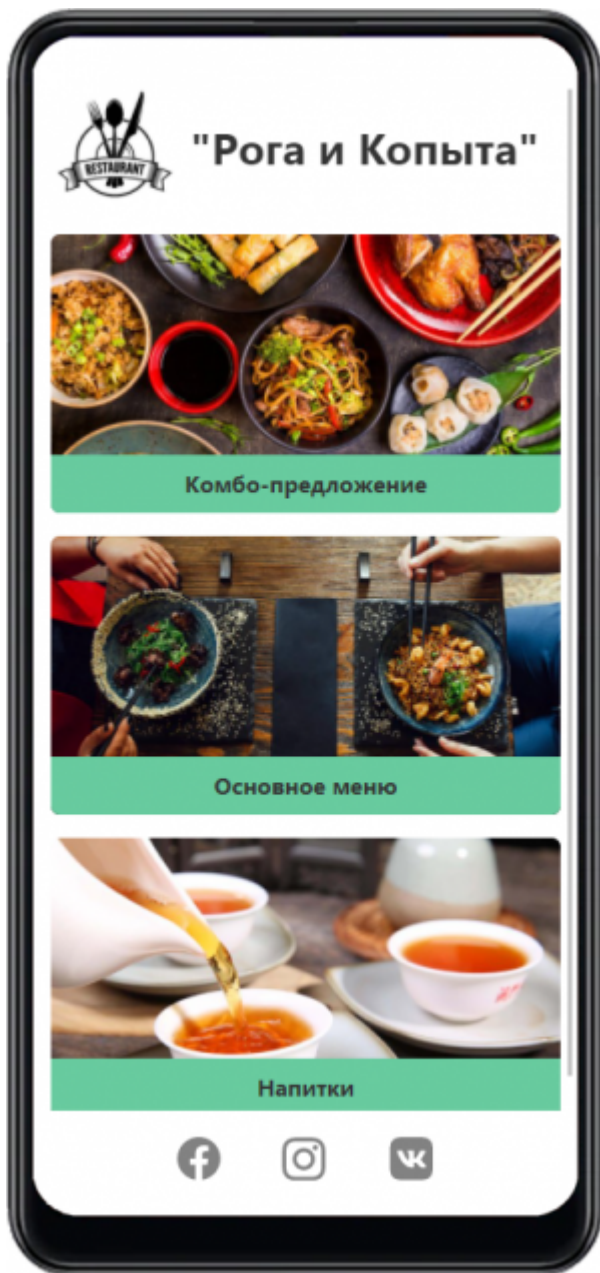 RESTAURANT
"Рога и Копыта"
Комбо-предложение
Основное меню
Напитки